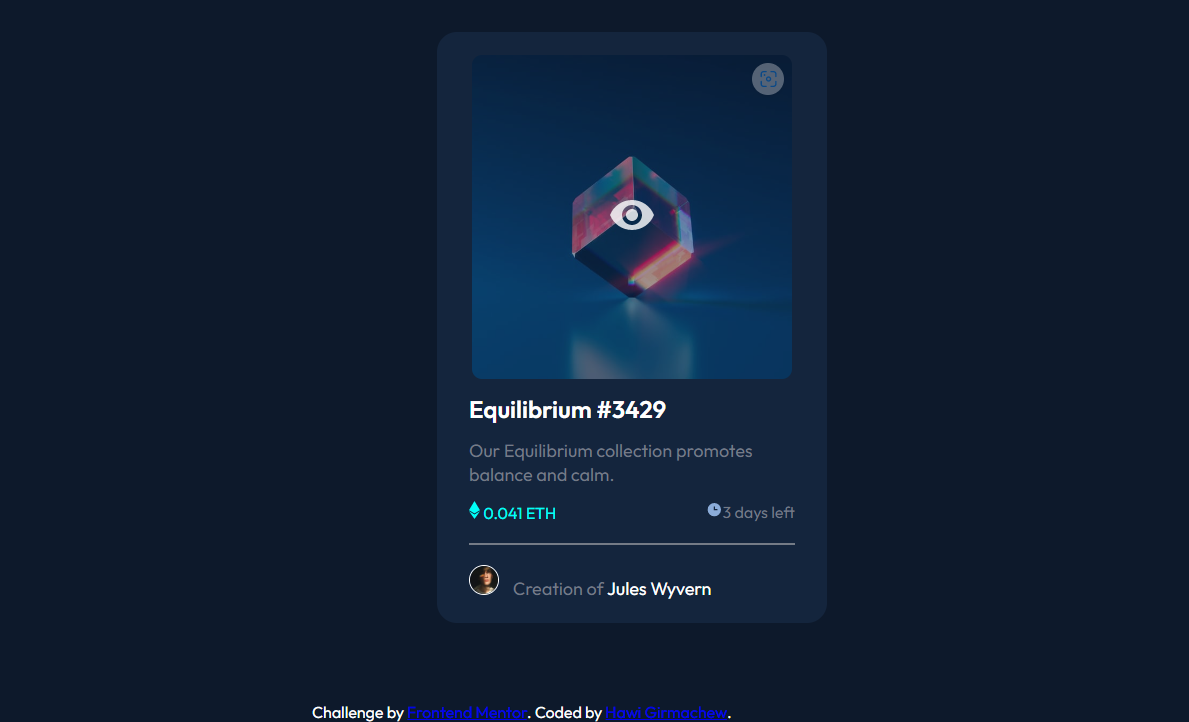 Equilibrium #3429
Our Equilibrium collection promotes
balance and calm.
0.041 ETH 3 days left
Creation of Jules Wyvern
Challenge by Frontend Mentor. Coded by Hawi Girmachew.